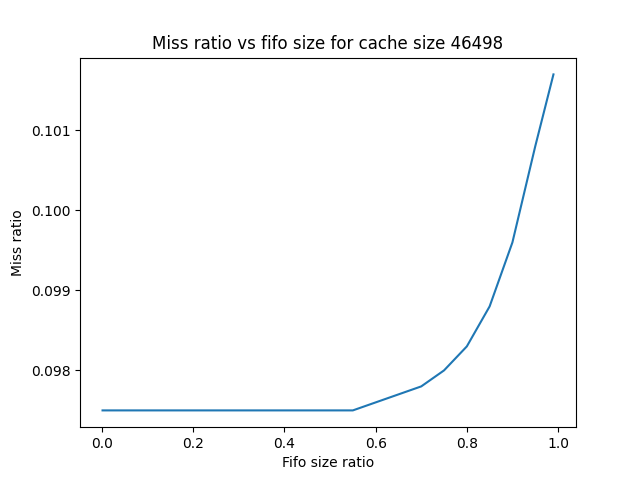 Miss ratio vs fifo size for cache size 46498
Miss ratio
0.101
0.100
0.099
0.098
0.0 0.2 0.4 0.6 0.8 1.0
Fifo size ratio